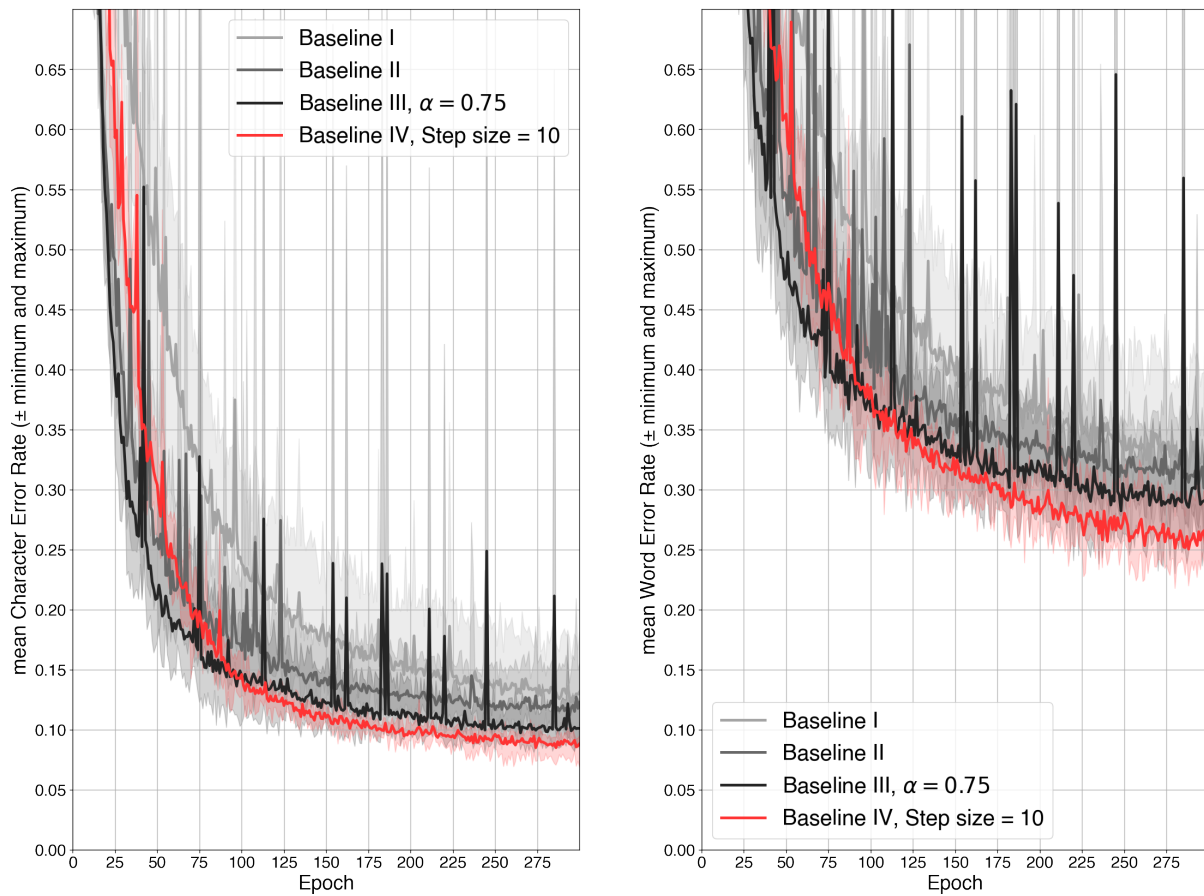 Baseline I
Baseline II
Baseline III, α = 0.75
Baseline IV, Step size = 10
mean Character Error Rate (± minimum and maximum)
0.65
0.60
0.55
0.50
0.45
0.40
0.35
0.30
0.25
0.20
0.15
0.10
0.05
0.00
0 25 50 75 100 125 150 175 200 225 250 275
Epoch
mean Word Error Rate (± minimum and maximum)
0.65
0.60
0.55
0.50
0.45
0.40
0.35
0.30
0.25
0.20
0.15
0.10
0.05
0.00
Baseline I
Baseline II
Baseline III, α = 0.75
Baseline IV, Step size = 10
0 25 50 75 100 125 150 175 200 225 250 275
Epoch